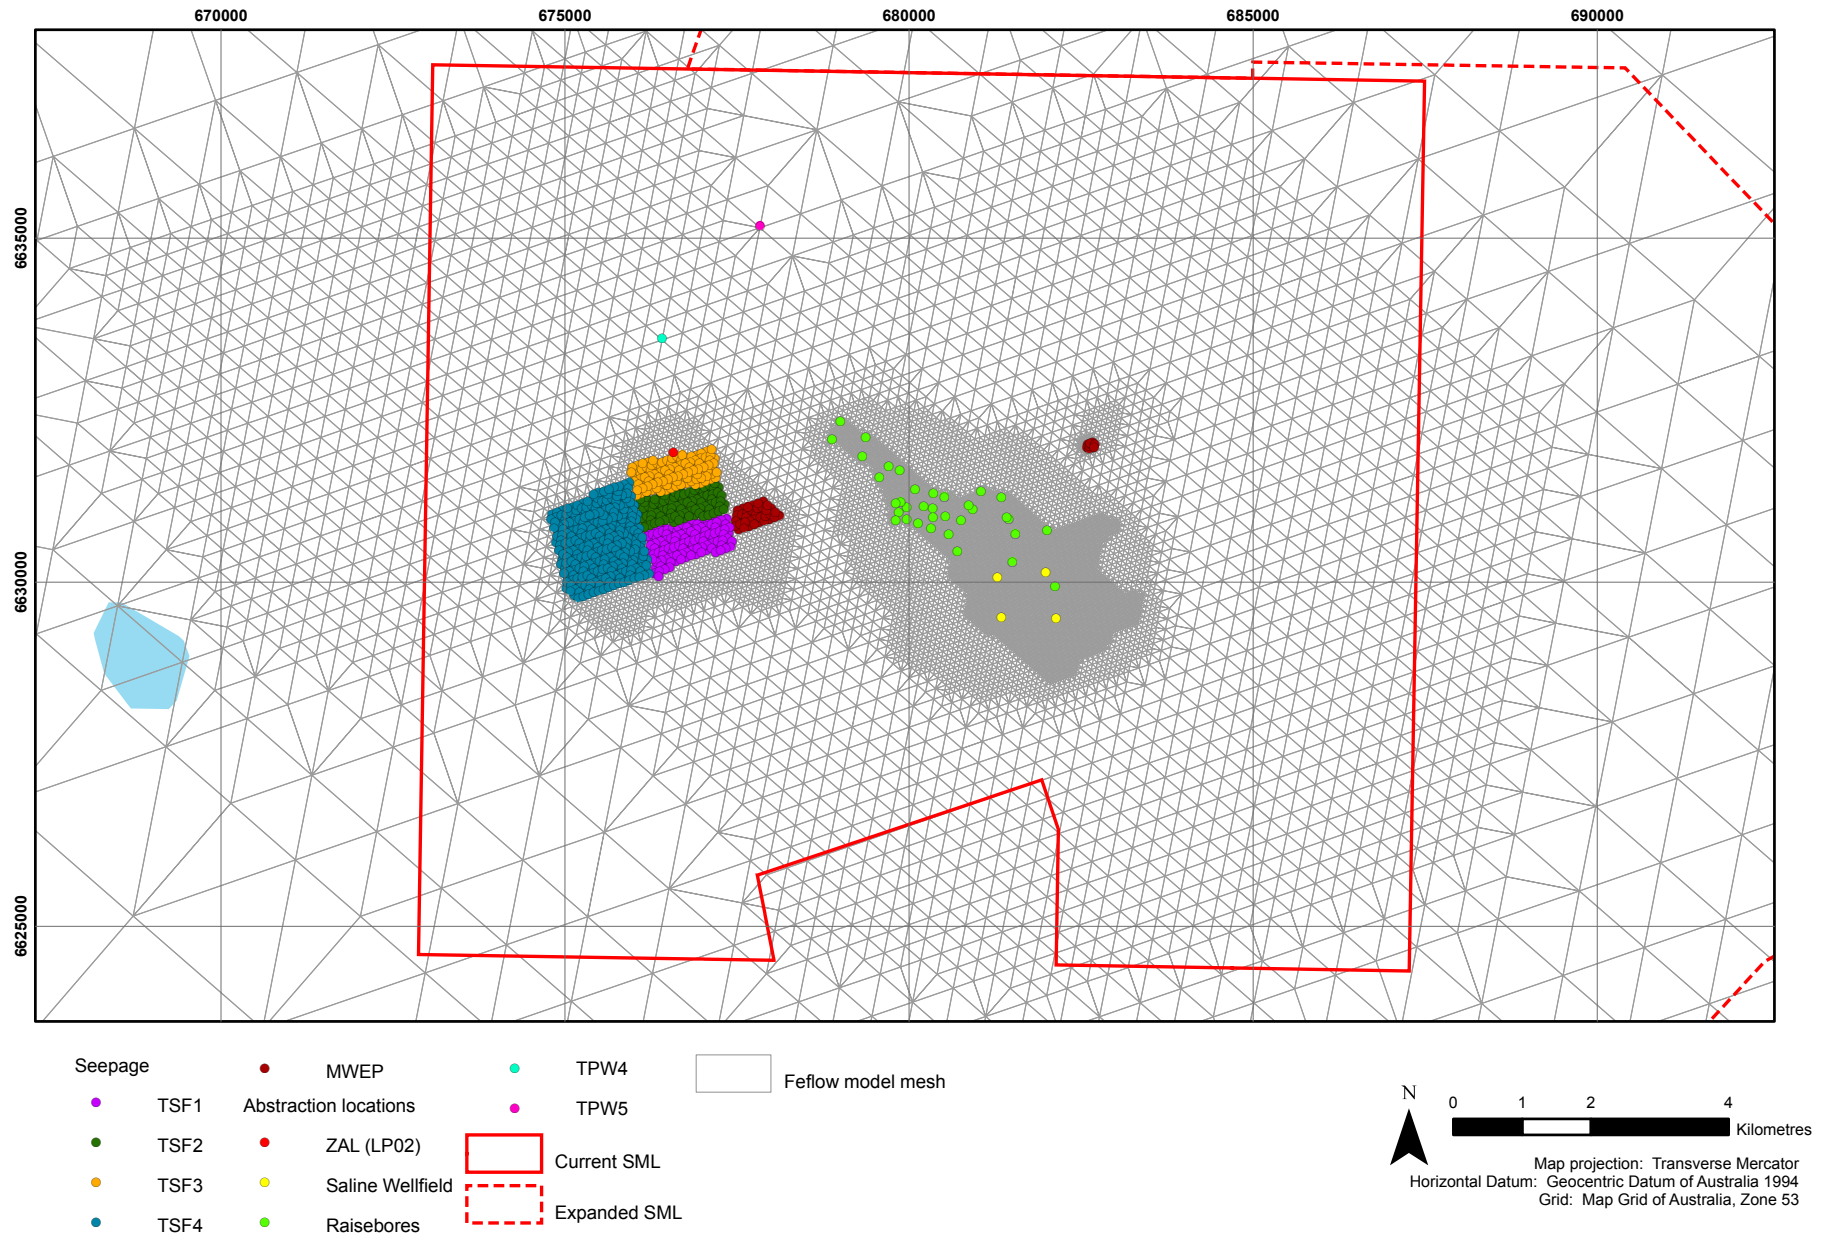 670000 675000 680000 685000 690000
6635000
6630000
6625000
Seepage
TSF1
TSF2
TSF3
TSF4
MWEP
Abstraction locations
ZAL (LP02)
Saline Wellfield
Raisebores
TPW4
TPW5
Current SML
Expanded SML
Feflow model mesh
N
0 1 2 4
Kilometres
Map projection: Transverse Mercator
Horizontal Datum: Geocentric Datum of Australia 1994
Grid: Map Grid of Australia, Zone 53